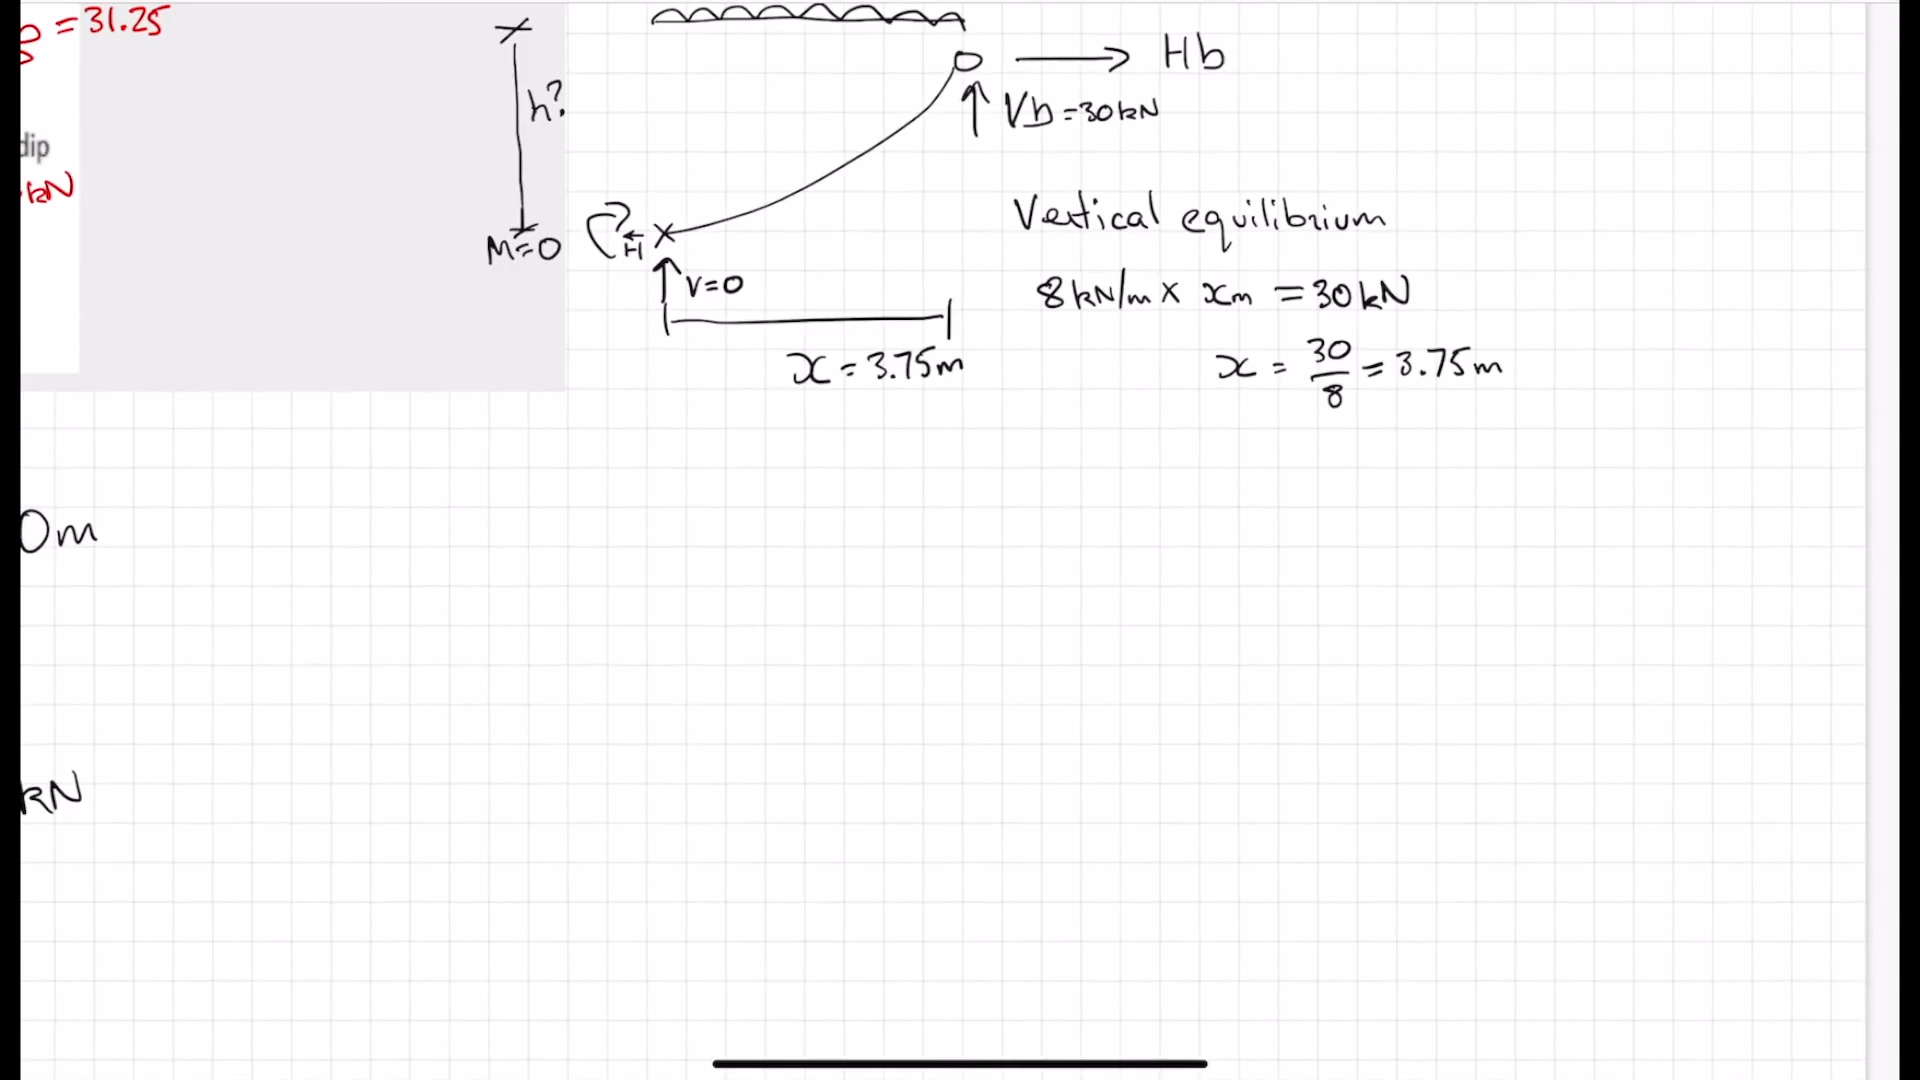 = 31.25
h?
dip
kN
Hb
Vb = 30kN
M=0
H
V=0
x = 3.75m
Vertical equilibrium
8kN/m x xm = 30kN
x = 30/8 = 3.75m
0m
kN